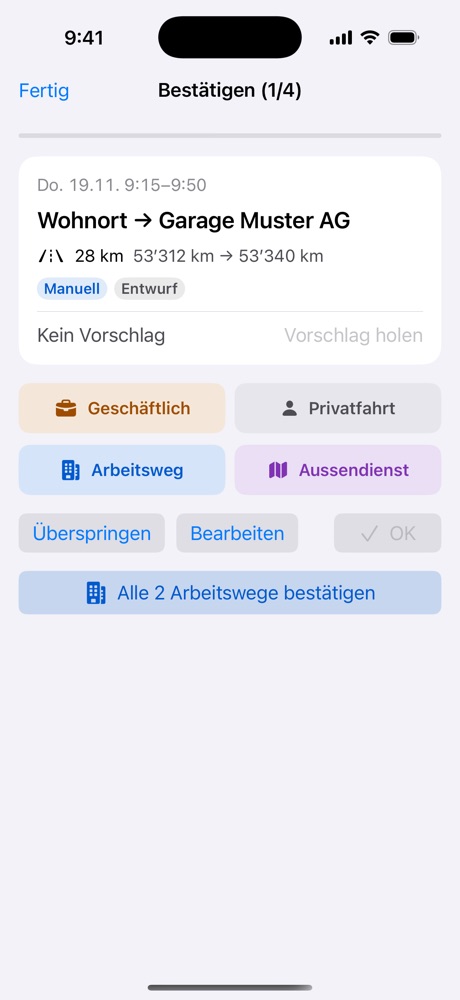 9:41
Fertig
Bestätigen (1/4)
Do. 19.11. 9:15–9:50
Wohnort → Garage Muster AG
28 km 53’312 km → 53’340 km
Manuell Entwurf
Kein Vorschlag Vorschlag holen
Geschäftlich Privatfahrt
Arbeitsweg Aussendienst
Überspringen Bearbeiten OK
Alle 2 Arbeitswege bestätigen